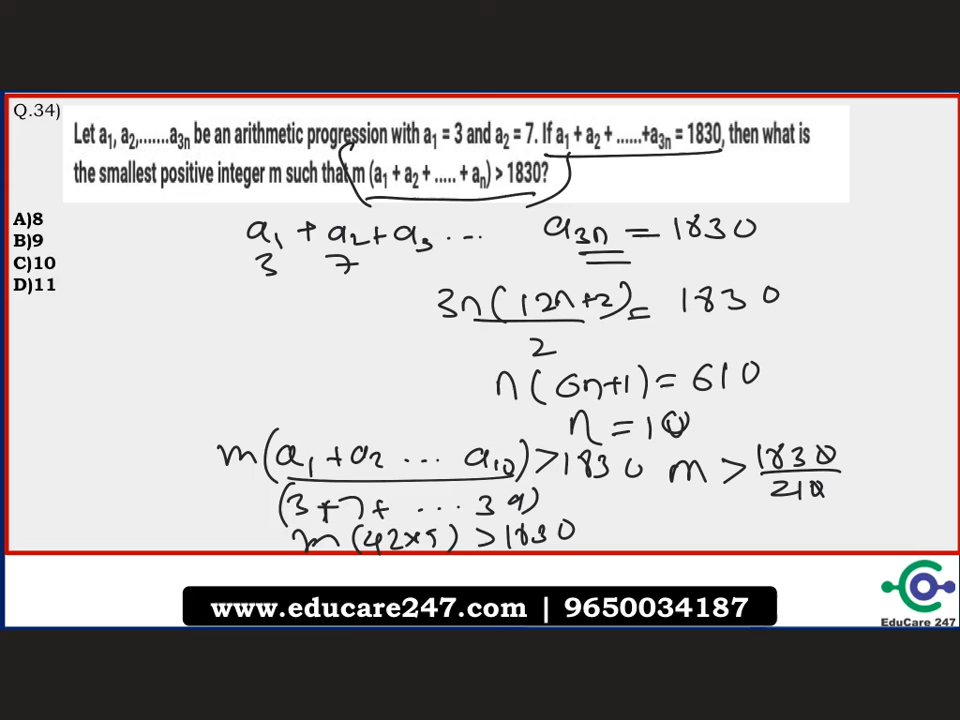 Q.34)
Let a₁, a₂,.......a₃ₙ be an arithmetic progression with a₁ = 3 and a₂ = 7. If a₁ + a₂ + ......+a₃ₙ = 1830, then what is
the smallest positive integer m such that m (a₁ + a₂ + ..... + aₙ) > 1830?
A)8
B)9
C)10
D)11
a₁ + a₂ + a₃ ... a₃ₙ = 1830
3 7
3n(12n+2)/2 = 1830
n(6n+1) = 610
n = 10
m(a₁ + a₂ ... a₁₀) > 1830 m > 1830/210
(3+7+ ... 39)
m(42×5) > 1830
www.educare247.com | 9650034187
EduCare 247